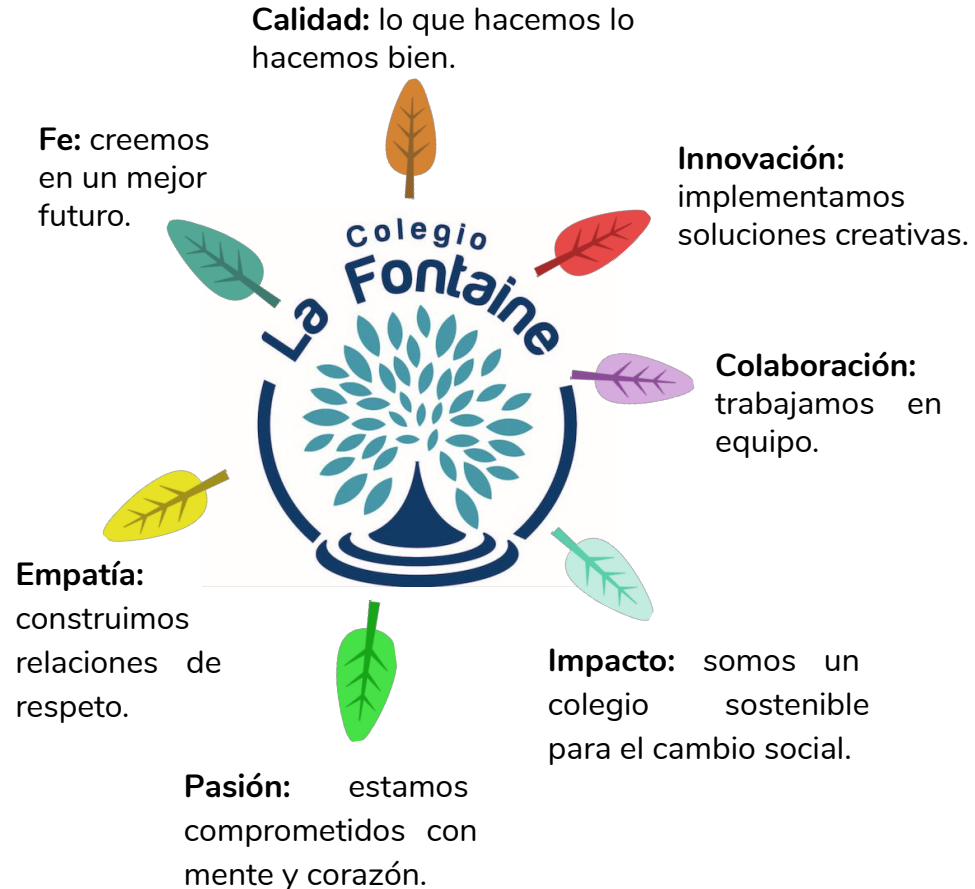 Calidad: lo que hacemos lo
hacemos bien.
Fe: creemos
en un mejor
futuro.
Innovación:
implementamos
soluciones creativas.
Colegio
La Fontaine
Colaboración:
trabajamos en
equipo.
Empatía:
construimos
relaciones de
respeto.
Impacto: somos un
colegio sostenible
para el cambio social.
Pasión: estamos
comprometidos con
mente y corazón.